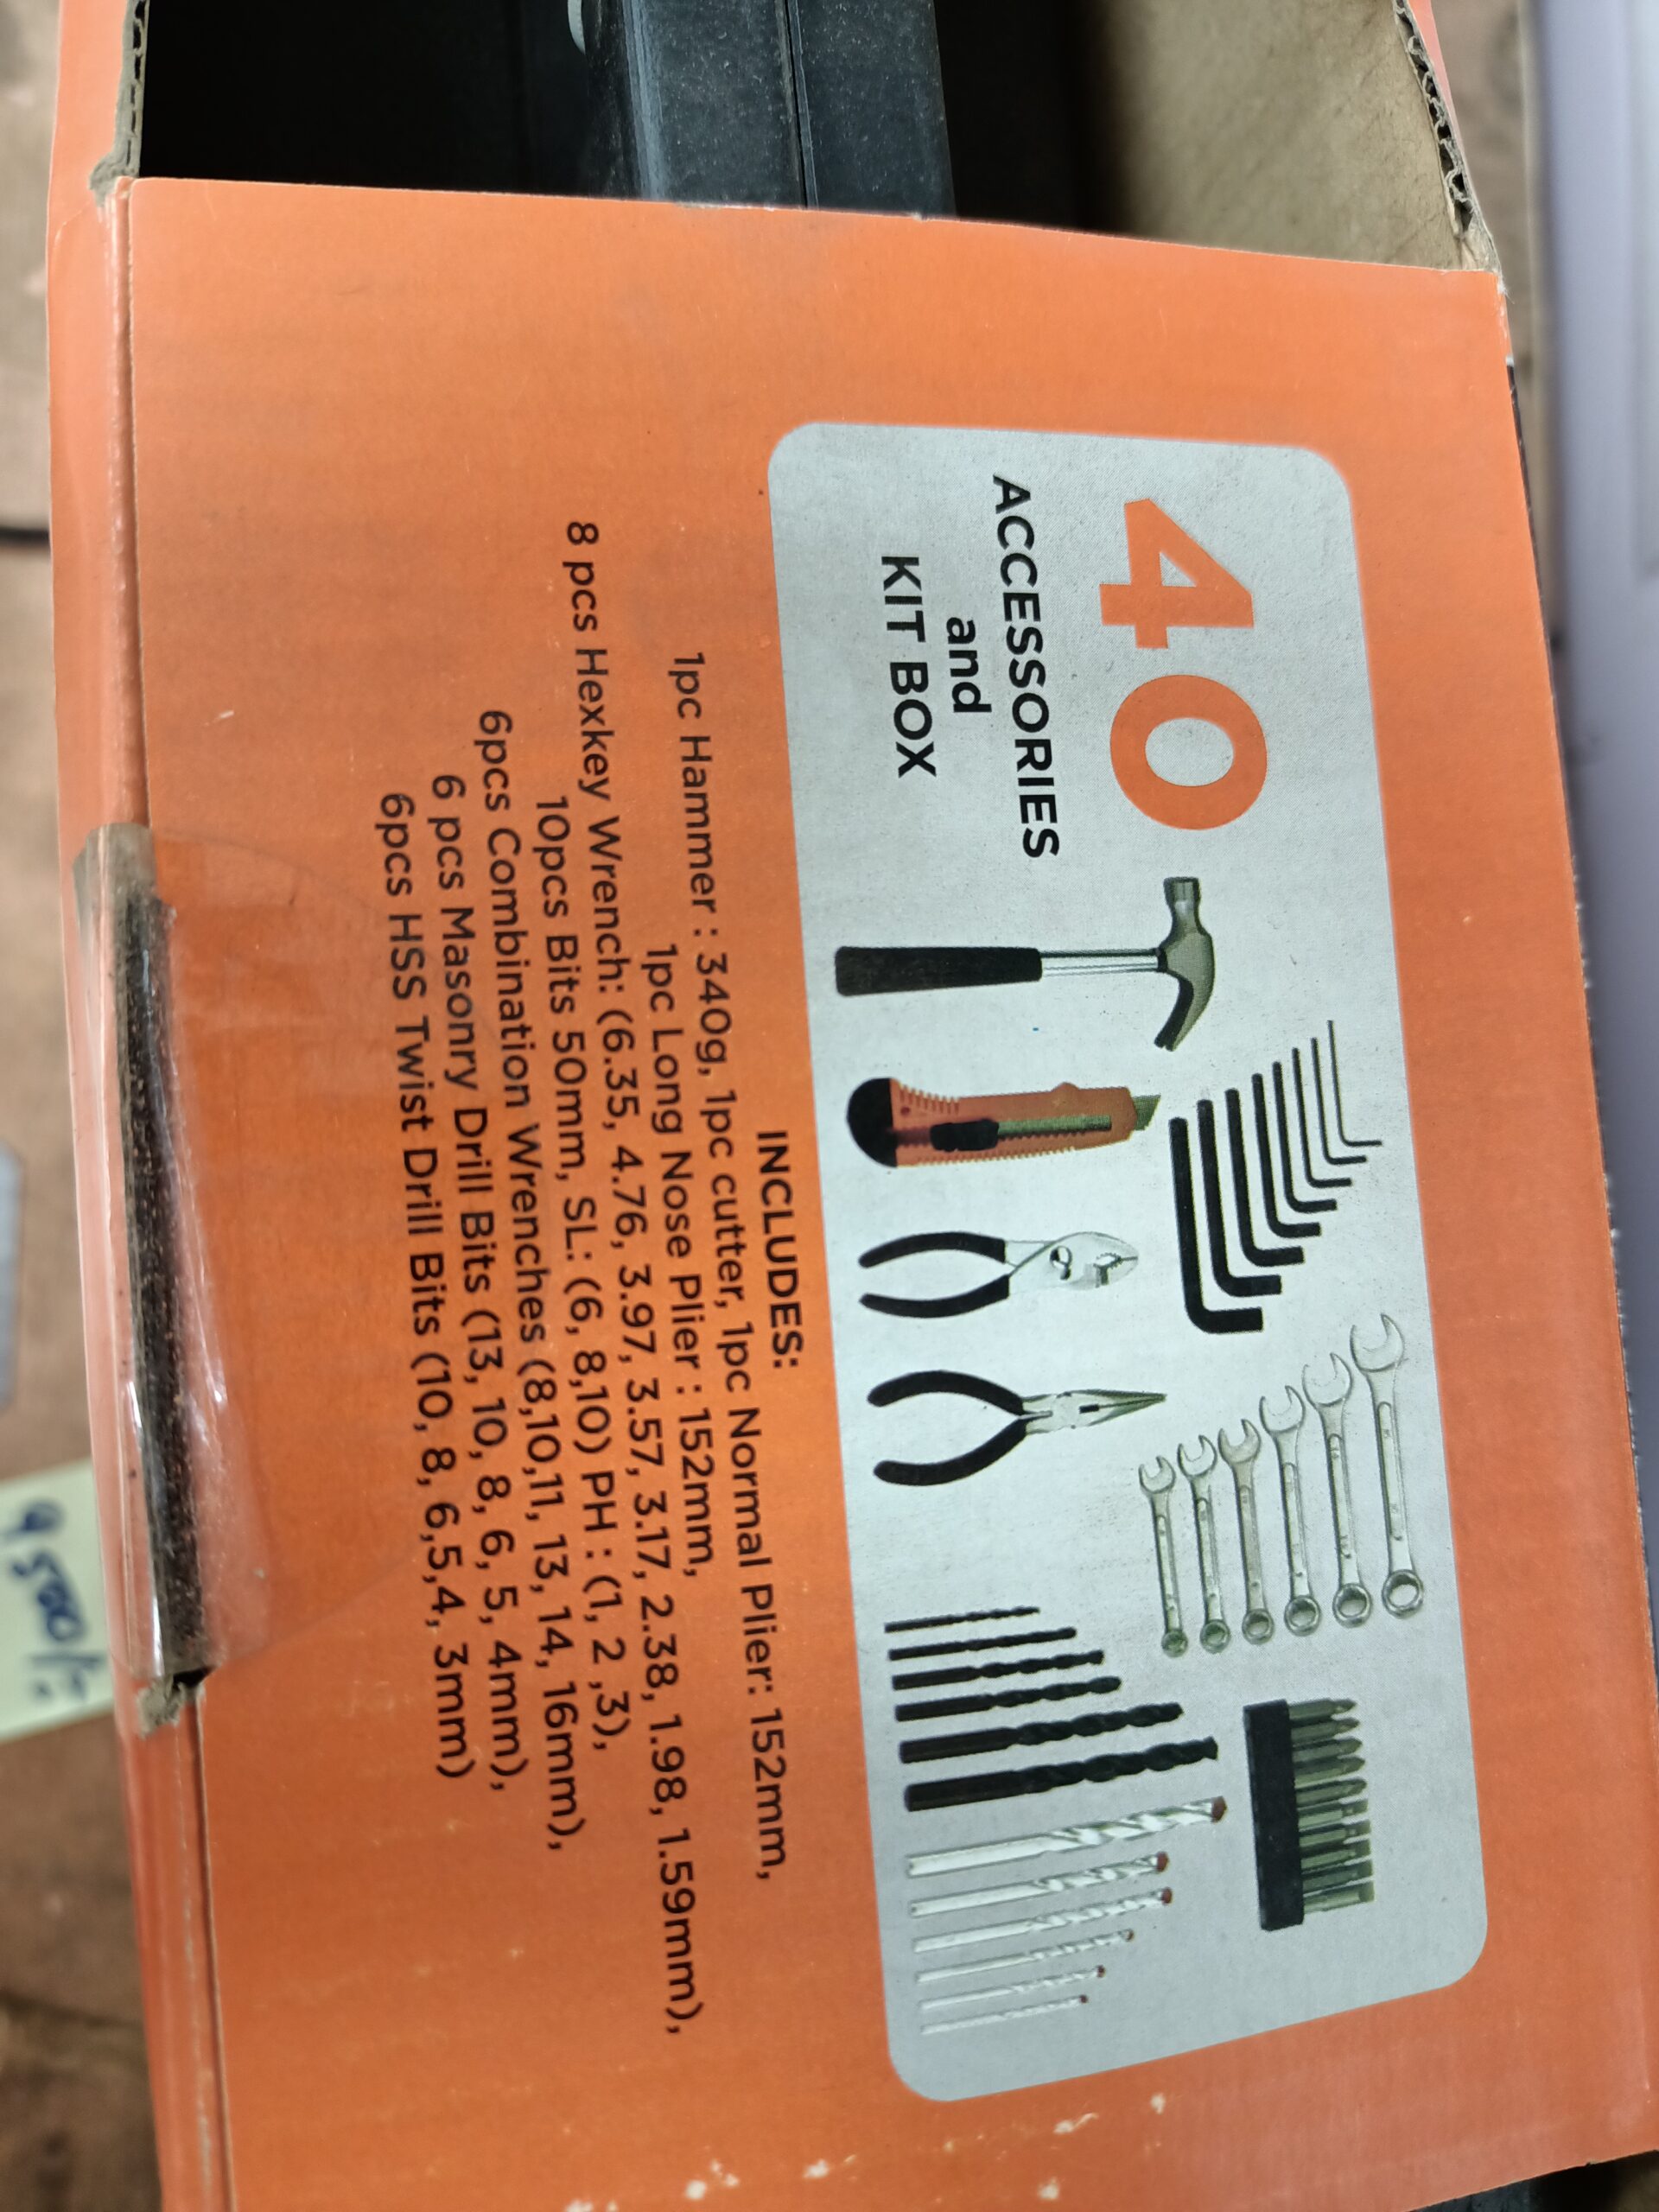 40
ACCESSORIES
and
KIT BOX
INCLUDES:
1pc Hammer : 340g, 1pc cutter, 1pc Normal Plier: 152mm,
1pc Long Nose Plier : 152mm,
8 pcs Hexkey Wrench: (6.35, 4.76, 3.97, 3.57, 3.17, 2.38, 1.98, 1.59mm),
10pcs Bits 50mm, SL: (6, 8,10) PH : (1, 2 ,3),
6pcs Combination Wrenches (8,10,11, 13, 14, 16mm),
6 pcs Masonry Drill Bits (13, 10, 8, 6, 5, 4mm),
6pcs HSS Twist Drill Bits (10, 8, 6,5,4, 3mm)